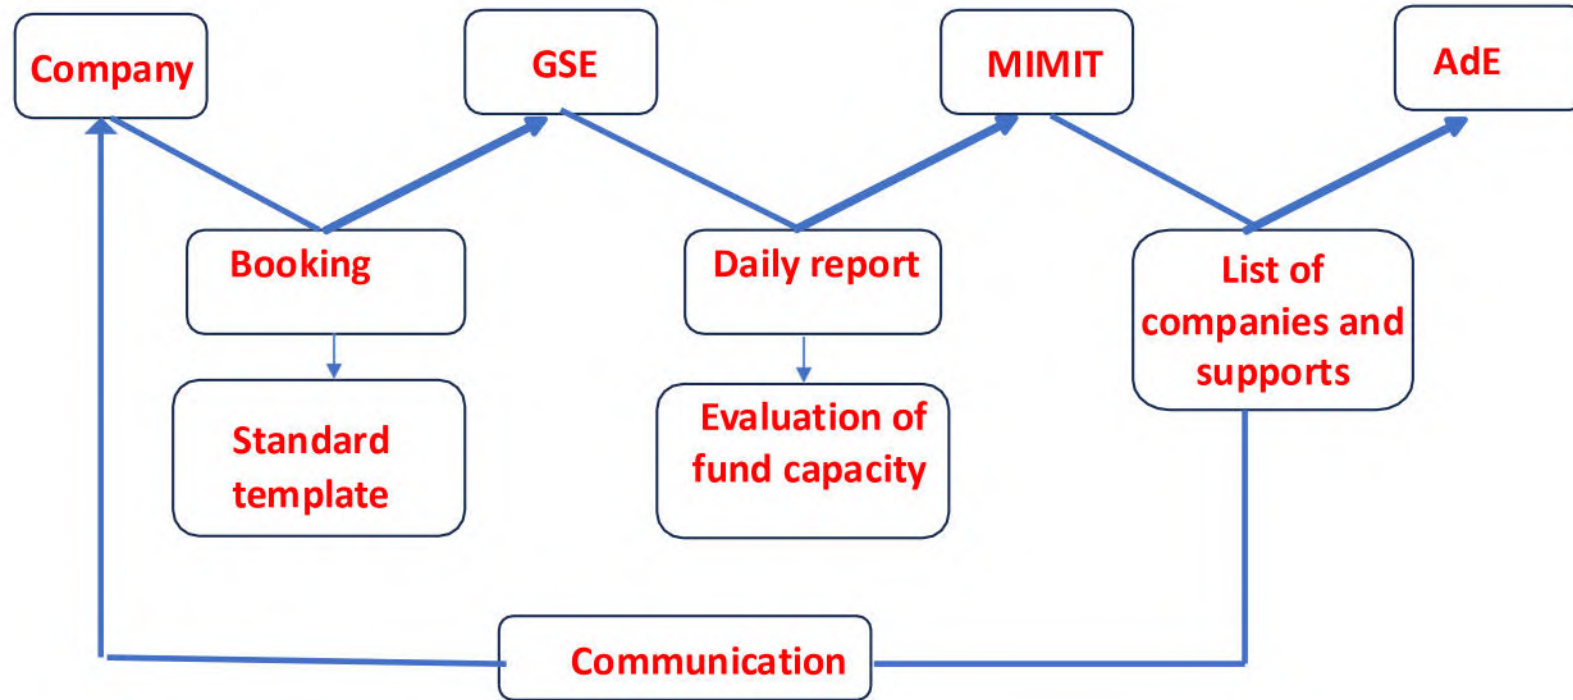 Company
GSE
MIMIT
AdE
Booking
Daily report
List of
companies and
supports
Standard
template
Evaluation of
fund capacity
Communication